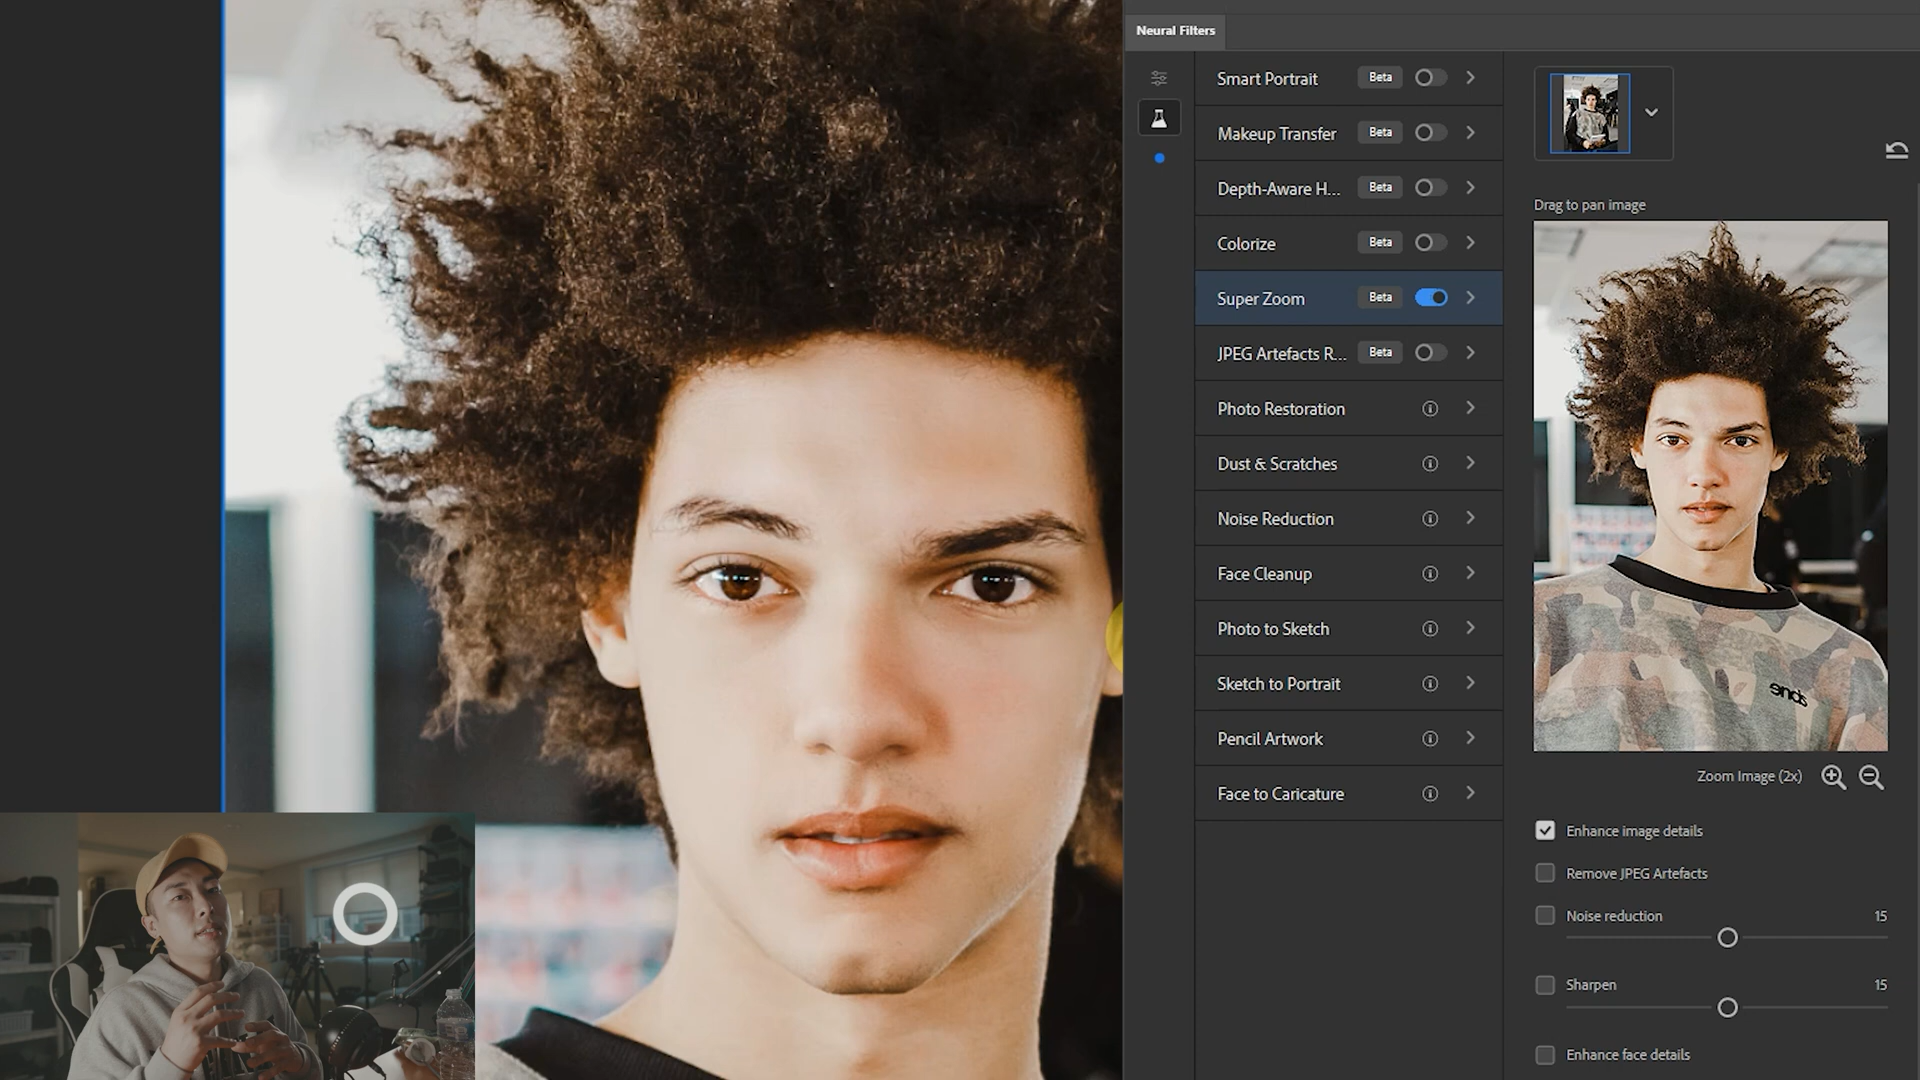 Neural Filters
Smart Portrait Beta
Makeup Transfer Beta
Depth-Aware H... Beta
Colorize Beta
Super Zoom Beta
JPEG Artefacts R... Beta
Photo Restoration
Dust & Scratches
Noise Reduction
Face Cleanup
Photo to Sketch
Sketch to Portrait
Pencil Artwork
Face to Caricature
Drag to pan image
ends
Zoom Image (2x)
Enhance image details
Remove JPEG Artefacts
Noise reduction 15
Sharpen 15
Enhance face details